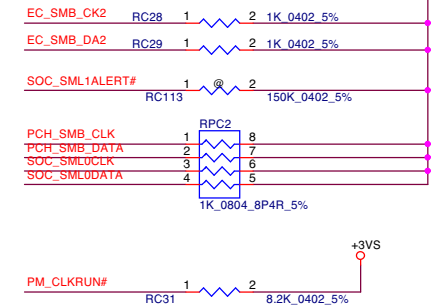 EC_SMB_CK2 RC28 1 2 1K_0402_5%
EC_SMB_DA2 RC29 1 2 1K_0402_5%
SOC_SML1ALERT# 1 @ 2
RC113 150K_0402_5%
RPC2
PCH_SMB_CLK 1 8
PCH_SMB_DATA 2 7
SOC_SML0CLK 3 6
SOC_SML0DATA 4 5
1K_0804_8P4R_5%
+3VS
PM_CLKRUN# 1 2
RC31 8.2K_0402_5%